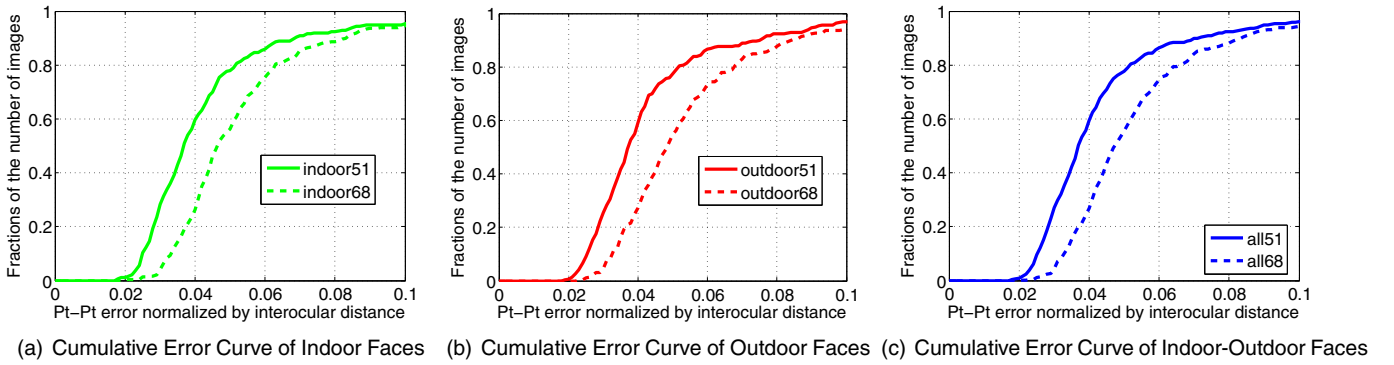 1
0.8
0.6
0.4
0.2
0
Fractions of the number of images
indoor51
indoor68
0 0.02 0.04 0.06 0.08 0.1
Pt−Pt error normalized by interocular distance
(a) Cumulative Error Curve of Indoor Faces
1
0.8
0.6
0.4
0.2
0
Fractions of the number of images
outdoor51
outdoor68
0 0.02 0.04 0.06 0.08 0.1
Pt−Pt error normalized by interocular distance
(b) Cumulative Error Curve of Outdoor Faces
1
0.8
0.6
0.4
0.2
0
Fractions of the number of images
all51
all68
0 0.02 0.04 0.06 0.08 0.1
Pt−Pt error normalized by interocular distance
(c) Cumulative Error Curve of Indoor-Outdoor Faces